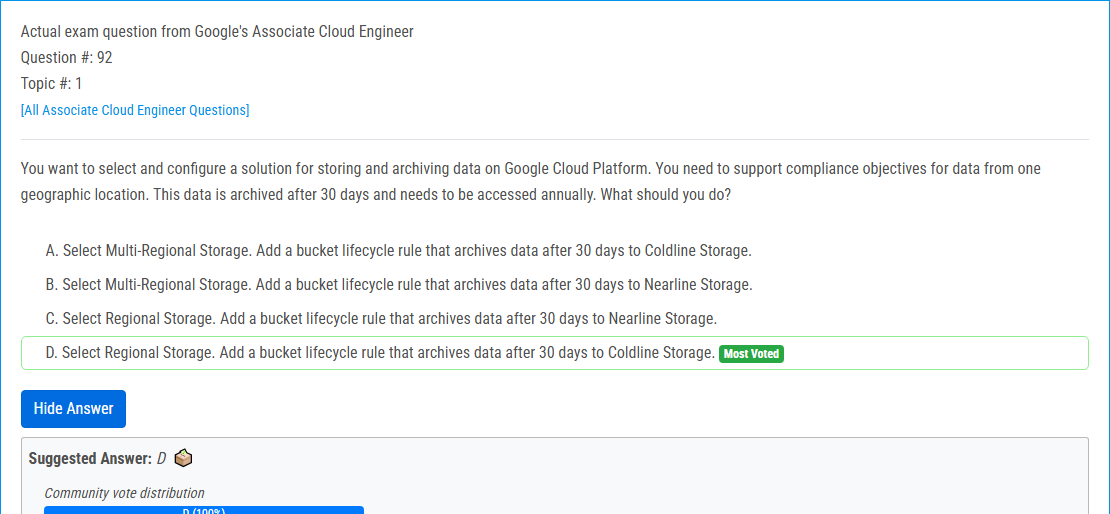 Actual exam question from Google's Associate Cloud Engineer
Question #: 92
Topic #: 1
[All Associate Cloud Engineer Questions]
You want to select and configure a solution for storing and archiving data on Google Cloud Platform. You need to support compliance objectives for data from one
geographic location. This data is archived after 30 days and needs to be accessed annually. What should you do?
A. Select Multi-Regional Storage. Add a bucket lifecycle rule that archives data after 30 days to Coldline Storage.
B. Select Multi-Regional Storage. Add a bucket lifecycle rule that archives data after 30 days to Nearline Storage.
C. Select Regional Storage. Add a bucket lifecycle rule that archives data after 30 days to Nearline Storage.
D. Select Regional Storage. Add a bucket lifecycle rule that archives data after 30 days to Coldline Storage. Most Voted
Hide Answer
Suggested Answer: D
Community vote distribution
D (100%)